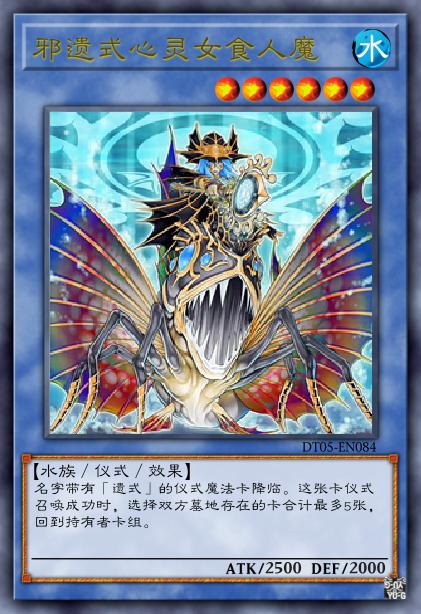 邪遗式心灵女食人魔
水
DT05-EN084
【水族／仪式／效果】
名字带有「遗式」的仪式魔法卡降临。这张卡仪式
召唤成功时，选择双方墓地存在的卡合计最多5张，
回到持有者卡组。
ATK/2500 DEF/2000